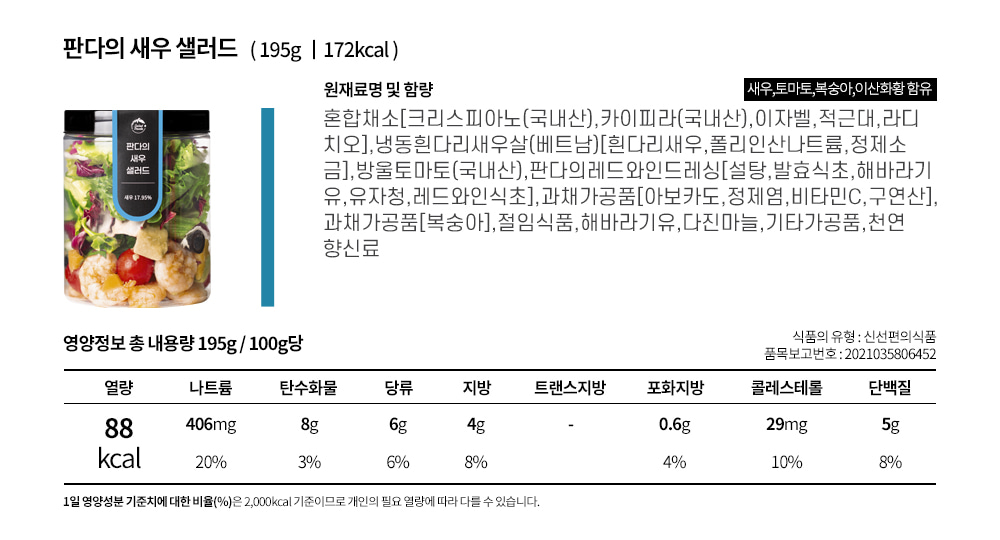 판다의 새우 샐러드 ( 195g | 172kcal )
원재료명 및 함량
새우,토마토,복숭아,이산화황 함유
혼합채소[크리스피아노(국내산),카이피라(국내산),이쟈벨,적근대,라디
치오],냉동흰다리새우살(베트남)[흰다리새우,폴리인산나트륨,정제소
금],방울토마토(국내산),판다의레드와인드레싱[설탕,발효식초,해바라기
유,유자청,레드와인식초],과채가공품[아보카도,정제염,비타민C,구연산],
과채가공품[복숭아],절임식품,해바라기유,다진마늘,기타가공품,천연
향신료
판다의
새우
샐러드
새우 17.95%
영양정보 총 내용량 195g / 100g당
식품의 유형 : 신선편의식품
품목보고번호 : 2021035806452
열량 나트륨 탄수화물 당류 지방 트랜스지방 포화지방 콜레스테롤 단백질
88 kcal 406mg 8g 6g 4g - 0.6g 29mg 5g
20% 3% 6% 8% 4% 10% 8%
1일 영양성분 기준치에 대한 비율(%)은 2,000kcal 기준이므로 개인의 필요 열량에 따라 다를 수 있습니다.